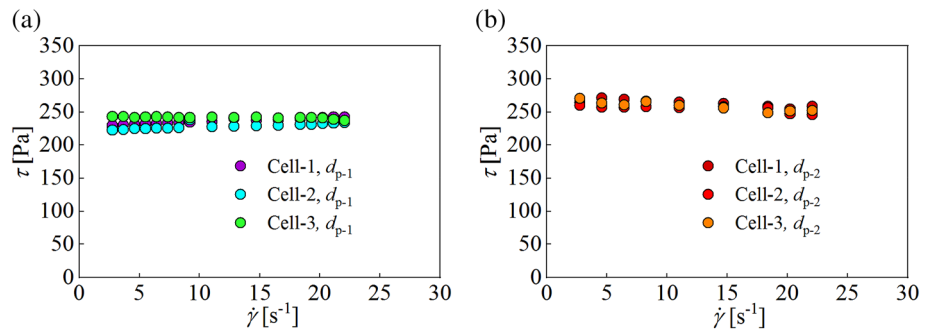 (a)
350
300
250
200
150
100
50
0
τ [Pa]
Cell-1, dp-1
Cell-2, dp-1
Cell-3, dp-1
0 5 10 15 20 25 30
γ̇ [s-1]
(b)
350
300
250
200
150
100
50
0
τ [Pa]
Cell-1, dp-2
Cell-2, dp-2
Cell-3, dp-2
0 5 10 15 20 25 30
γ̇ [s-1]